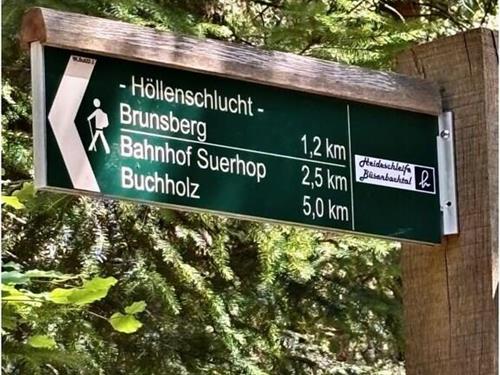 - Höllenschlucht -
Brunsberg 1,2 km
Bahnhof Suerhop 2,5 km
Buchholz 5,0 km
Heideschleife
Büsenbachtal